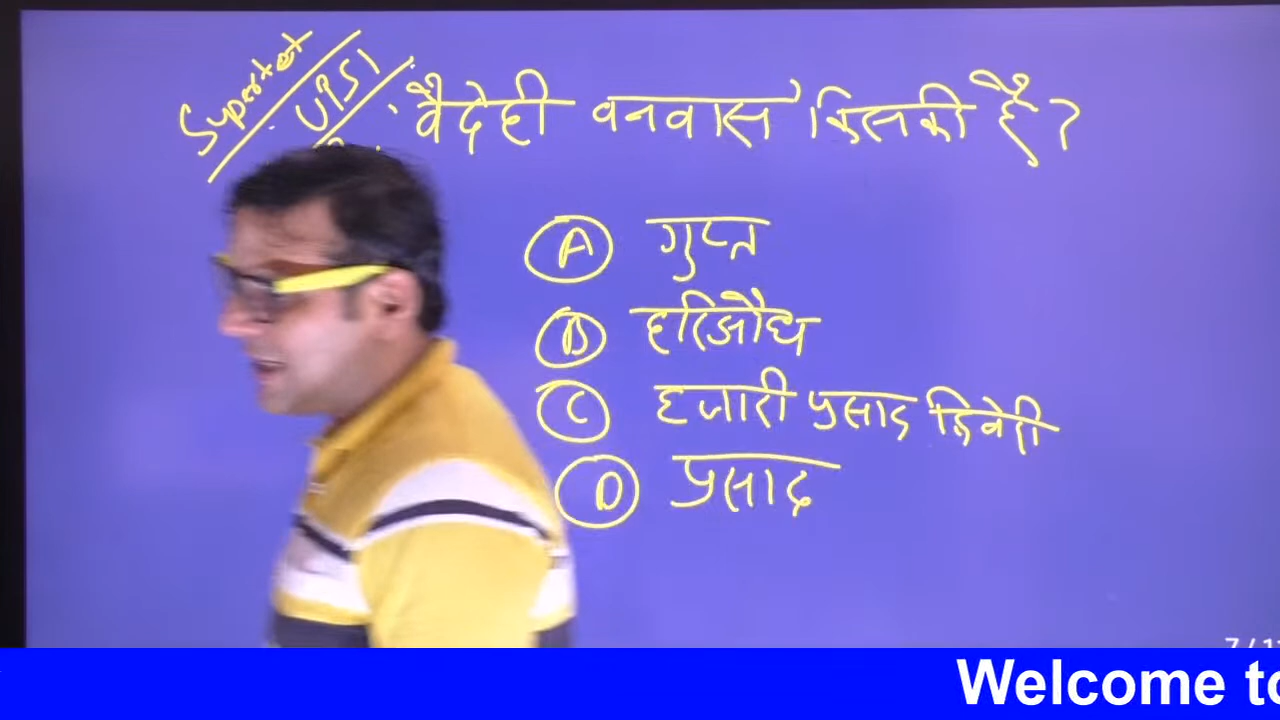 Supertet
UPSI
'वैदेही वनवास' किसकी है?
A गुप्त
B हरिऔध
C हजारी प्रसाद द्विवेदी
D प्रसाद
Welcome to